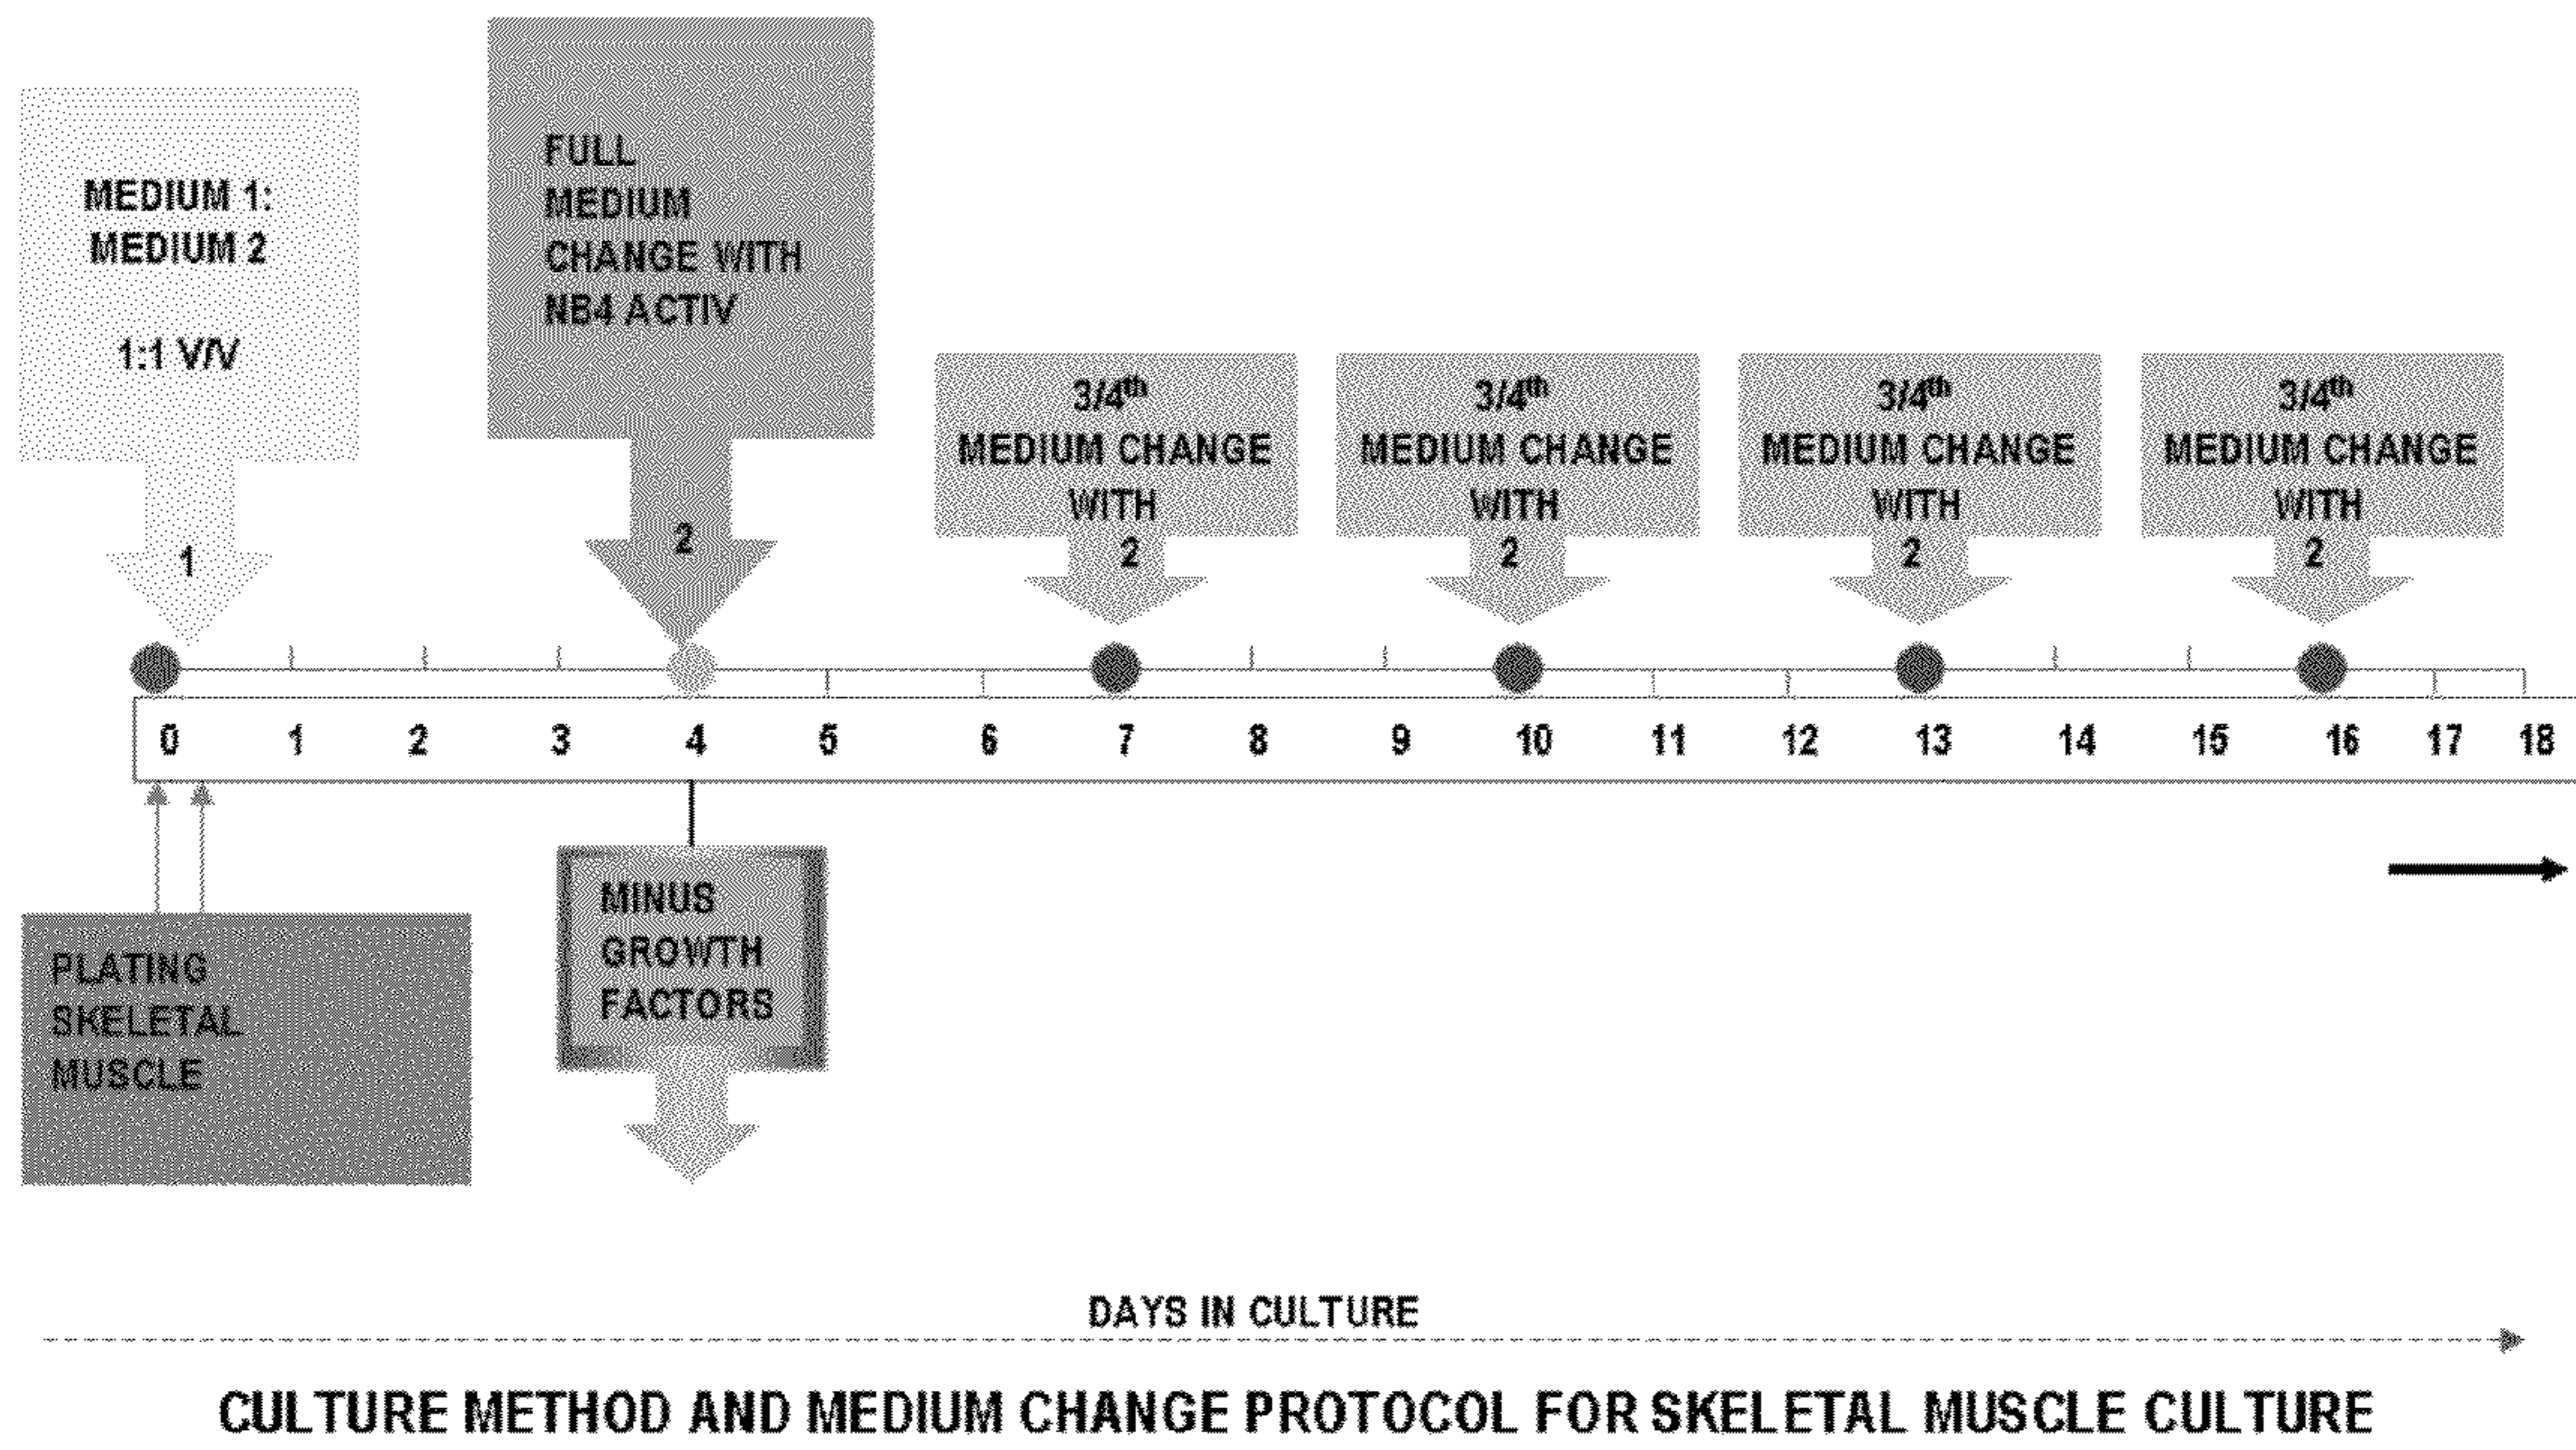 MEDIUM 1:
MEDIUM 2
1:1 V/V
1
FULL
MEDIUM
CHANGE WITH
NB4 ACTIV
2
3/4th
MEDIUM CHANGE
WITH
2
3/4th
MEDIUM CHANGE
WITH
2
3/4th
MEDIUM CHANGE
WITH
2
3/4th
MEDIUM CHANGE
WITH
2
0 1 2 3 4 5 6 7 8 9 10 11 12 13 14 15 16 17 18
PLATING
SKELETAL
MUSCLE
MINUS
GROWTH
FACTORS
DAYS IN CULTURE
CULTURE METHOD AND MEDIUM CHANGE PROTOCOL FOR SKELETAL MUSCLE CULTURE